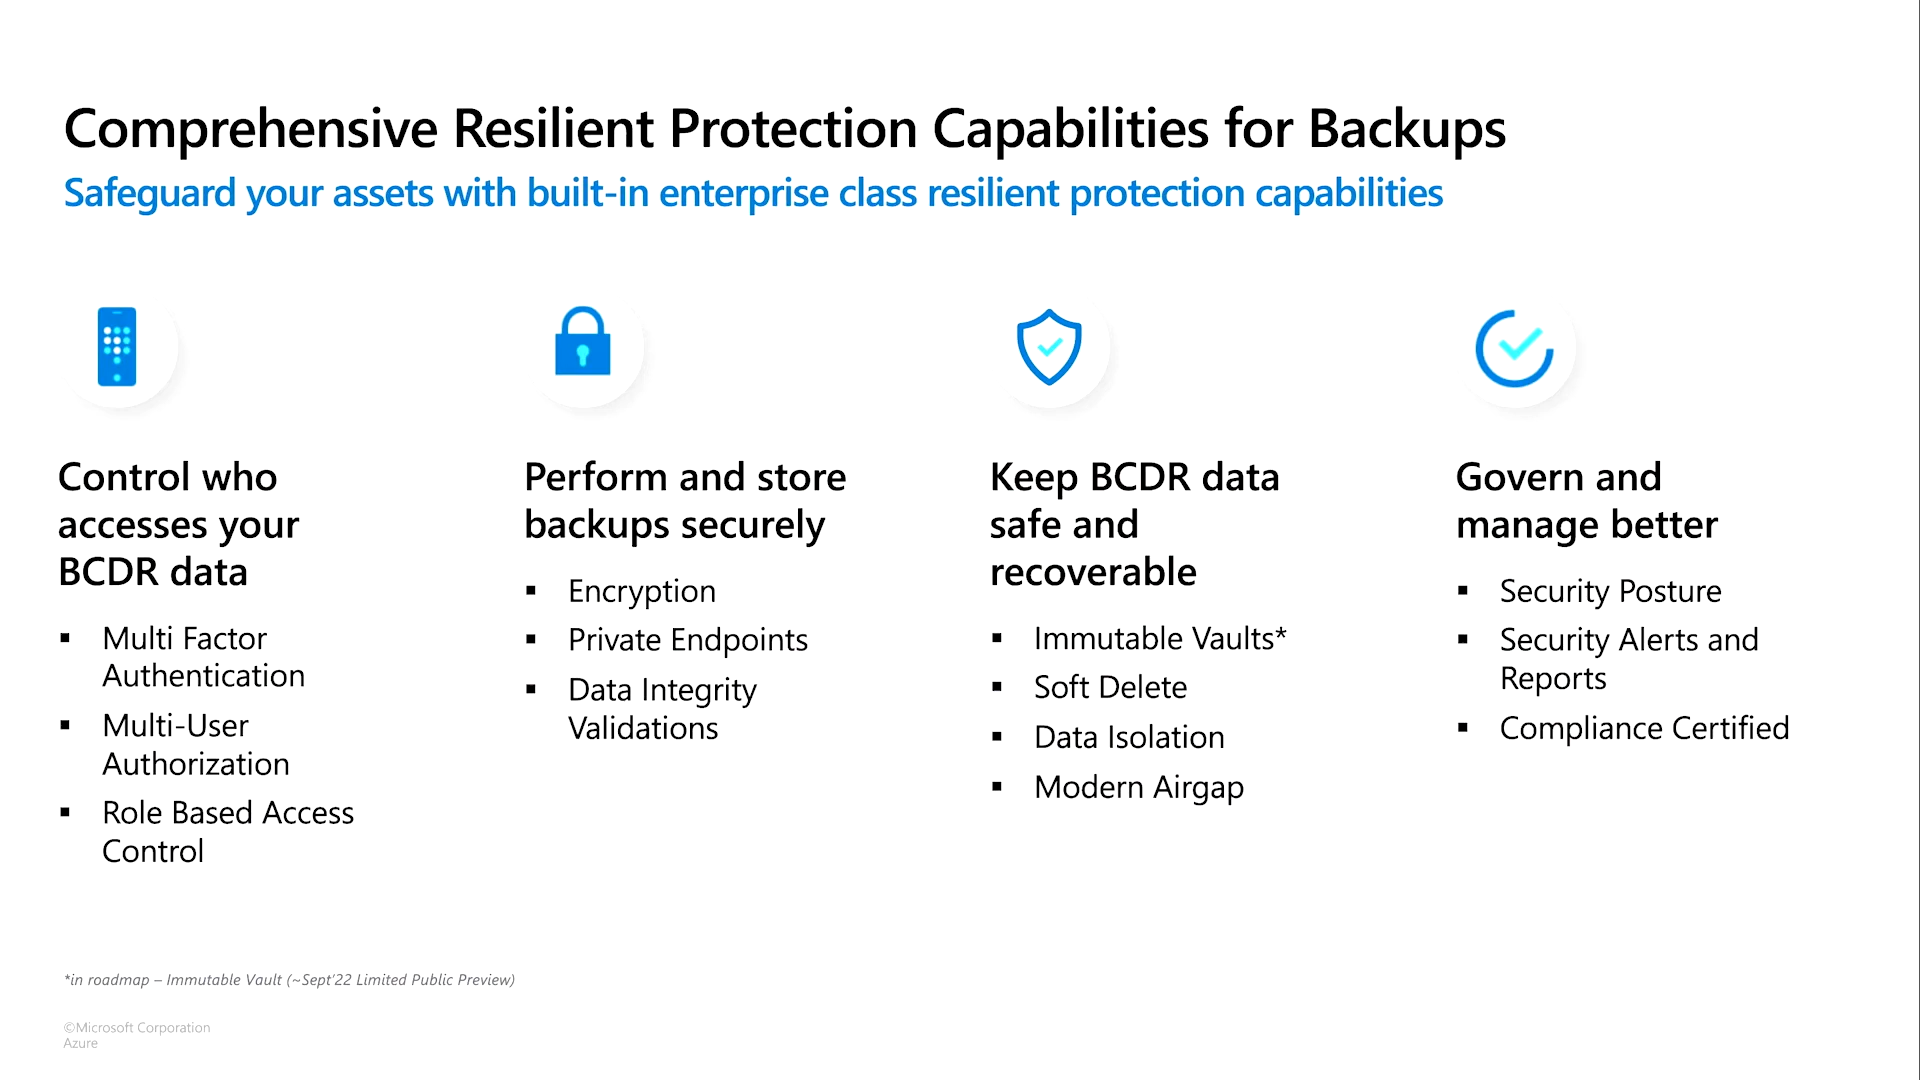 Comprehensive Resilient Protection Capabilities for Backups
Safeguard your assets with built-in enterprise class resilient protection capabilities
Control who
accesses your
BCDR data
▪ Multi Factor
Authentication
▪ Multi-User
Authorization
▪ Role Based Access
Control
Perform and store
backups securely
▪ Encryption
▪ Private Endpoints
▪ Data Integrity
Validations
Keep BCDR data
safe and
recoverable
▪ Immutable Vaults*
▪ Soft Delete
▪ Data Isolation
▪ Modern Airgap
Govern and
manage better
▪ Security Posture
▪ Security Alerts and
Reports
▪ Compliance Certified
*in roadmap – Immutable Vault (~Sept'22 Limited Public Preview)
©Microsoft Corporation
Azure